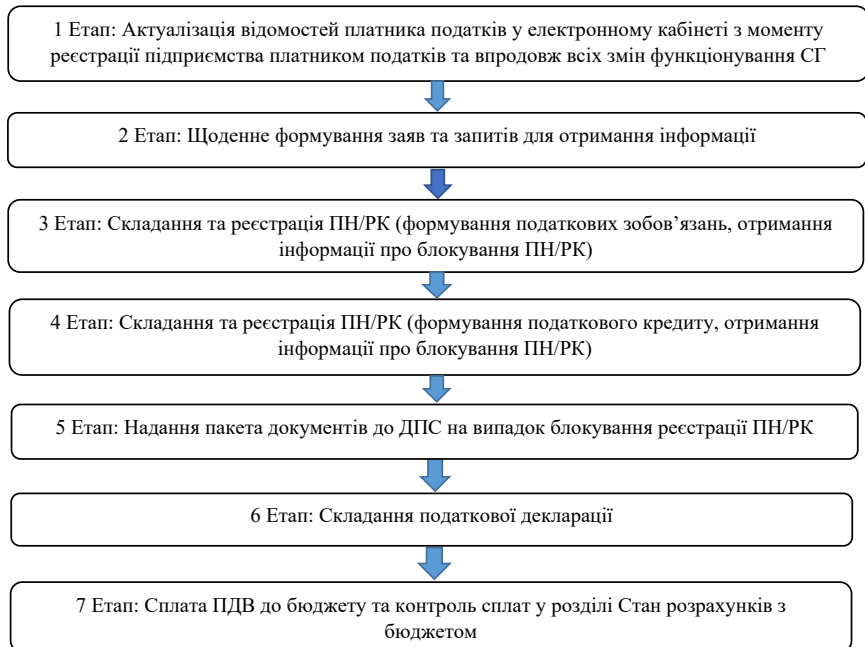 1 Етап: Актуалізація відомостей платника податків у електронному кабінеті з моменту
реєстрації підприємства платником податків та впродовж всіх змін функціонування СГ
2 Етап: Щоденне формування заяв та запитів для отримання інформації
3 Етап: Складання та реєстрація ПН/РК (формування податкових зобов’язань, отримання
інформації про блокування ПН/РК)
4 Етап: Складання та реєстрація ПН/РК (формування податкового кредиту, отримання
інформації про блокування ПН/РК)
5 Етап: Надання пакета документів до ДПС на випадок блокування реєстрації ПН/РК
6 Етап: Складання податкової декларації
7 Етап: Сплата ПДВ до бюджету та контроль сплат у розділі Стан розрахунків з
бюджетом